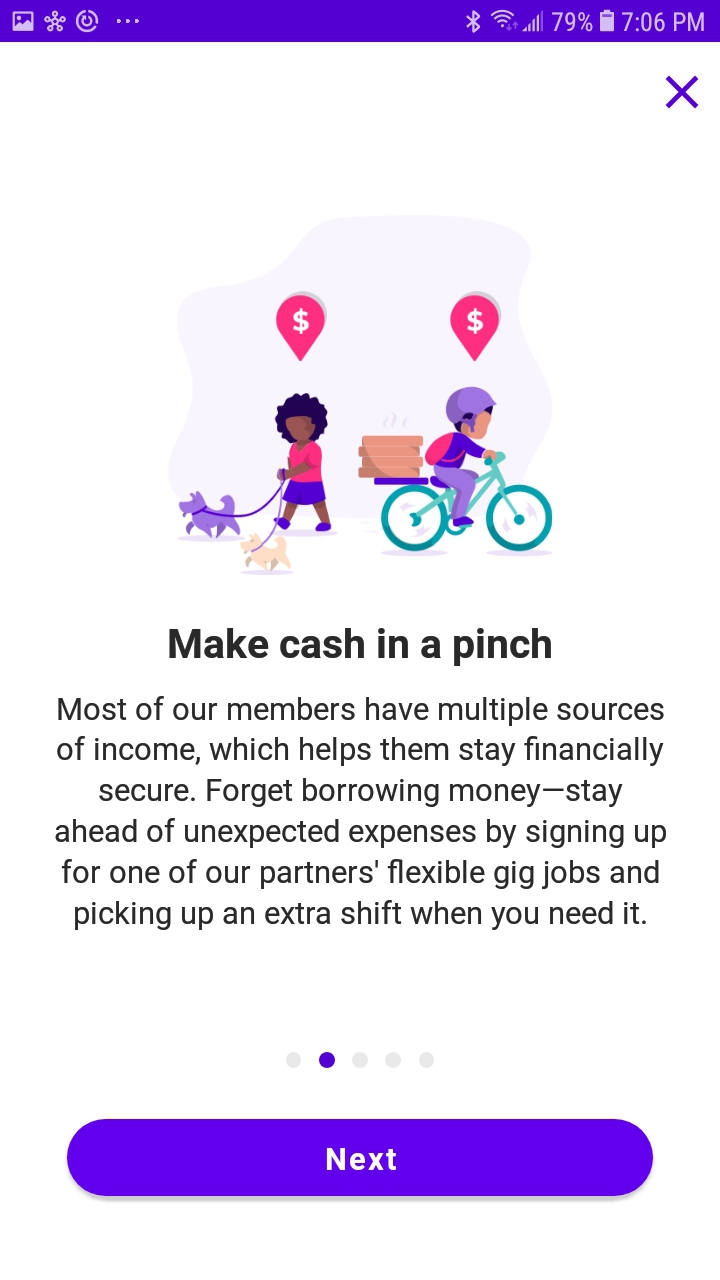 79% 7:06 PM
$ $
Make cash in a pinch
Most of our members have multiple sources
of income, which helps them stay financially
secure. Forget borrowing money—stay
ahead of unexpected expenses by signing up
for one of our partners' flexible gig jobs and
picking up an extra shift when you need it.
Next